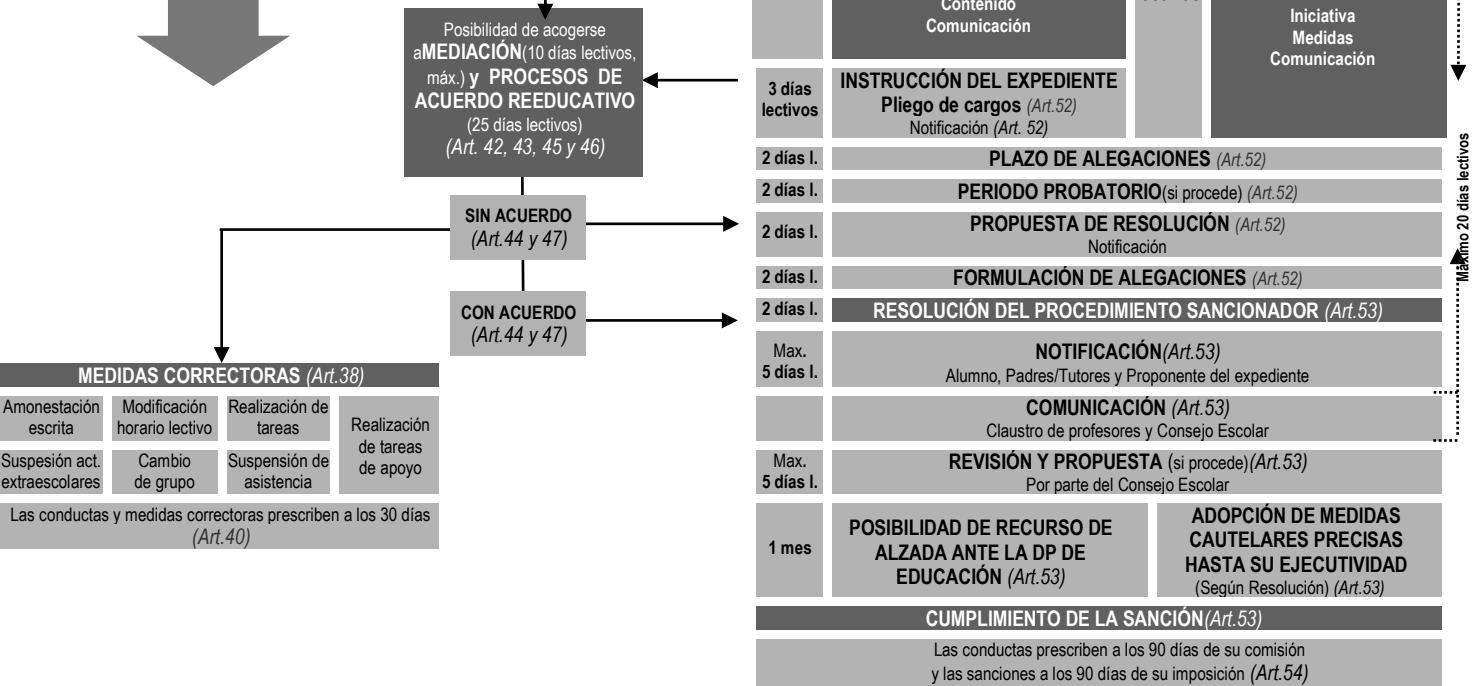 Posibilidad de acogerse
aMEDIACIÓN(10 días lectivos,
máx.) y PROCESOS DE
ACUERDO REEDUCATIVO
(25 días lectivos)
(Art. 42, 43, 45 y 46)
SIN ACUERDO
(Art.44 y 47)
CON ACUERDO
(Art.44 y 47)
MEDIDAS CORRECTORAS (Art.38)
Amonestación
escrita
Modificación
horario lectivo
Realización de
tareas
Realización
de tareas
de apoyo
Suspesión act.
extraescolares
Cambio
de grupo
Suspensión de
asistencia
Las conductas y medidas correctoras prescriben a los 30 días
(Art.40)
Contenido
Comunicación
Iniciativa
Medidas
Comunicación
3 días
lectivos
INSTRUCCIÓN DEL EXPEDIENTE
Pliego de cargos (Art.52)
Notificación (Art. 52)
2 días l.
PLAZO DE ALEGACIONES (Art.52)
2 días l.
PERIODO PROBATORIO(si procede) (Art.52)
2 días l.
PROPUESTA DE RESOLUCIÓN (Art.52)
Notificación
2 días l.
FORMULACIÓN DE ALEGACIONES (Art.52)
2 días l.
RESOLUCIÓN DEL PROCEDIMIENTO SANCIONADOR (Art.53)
Max.
5 días l.
NOTIFICACIÓN(Art.53)
Alumno, Padres/Tutores y Proponente del expediente
COMUNICACIÓN (Art.53)
Claustro de profesores y Consejo Escolar
Max.
5 días l.
REVISIÓN Y PROPUESTA (si procede)(Art.53)
Por parte del Consejo Escolar
1 mes
POSIBILIDAD DE RECURSO DE
ALZADA ANTE LA DP DE
EDUCACIÓN (Art.53)
ADOPCIÓN DE MEDIDAS
CAUTELARES PRECISAS
HASTA SU EJECUTIVIDAD
(Según Resolución) (Art.53)
CUMPLIMIENTO DE LA SANCIÓN(Art.53)
Las conductas prescriben a los 90 días de su comisión
y las sanciones a los 90 días de su imposición (Art.54)
Máximo 20 días lectivos